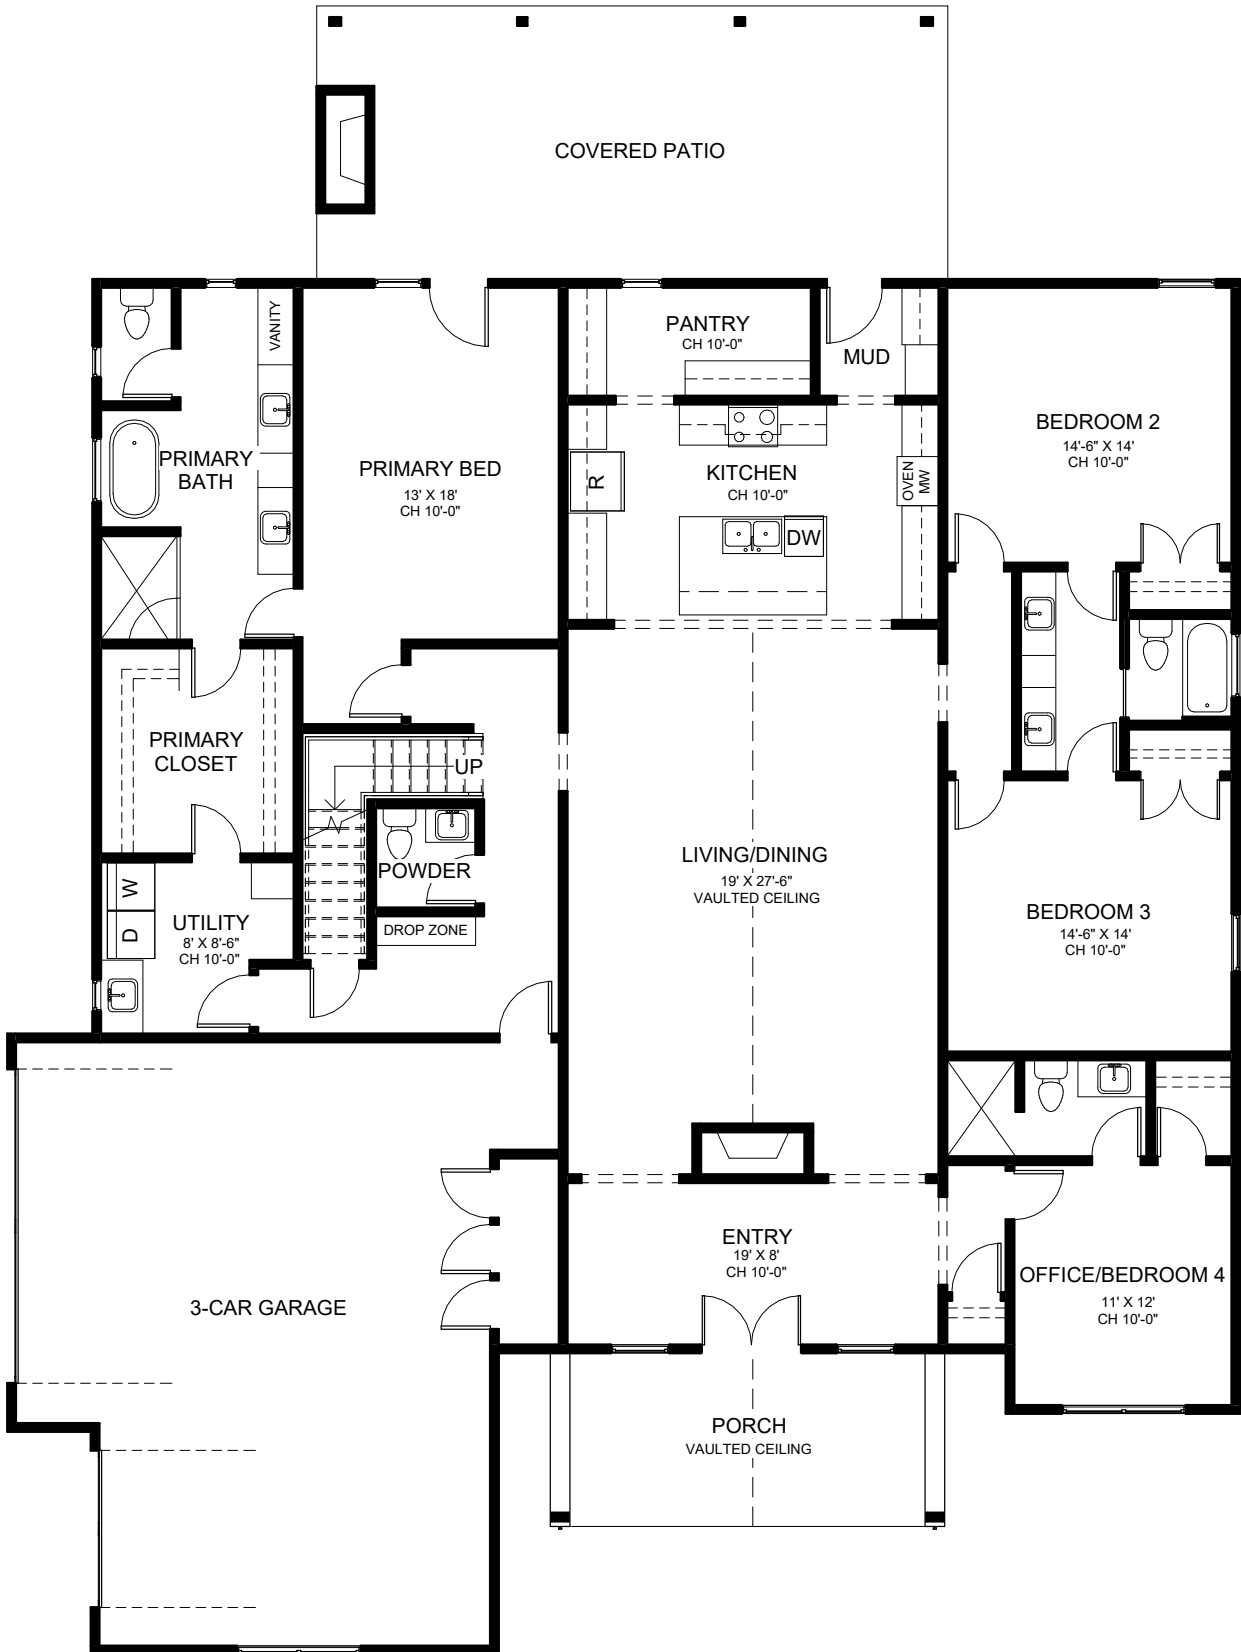 COVERED PATIO
VANITY
PANTRY
CH 10'-0"
MUD
BEDROOM 2
14'-6" X 14'
CH 10'-0"
PRIMARY
BATH
PRIMARY BED
13' X 18'
CH 10'-0"
R
KITCHEN
CH 10'-0"
OVEN
MW
DW
PRIMARY
CLOSET
UP
LIVING/DINING
19' X 27'-6"
VAULTED CEILING
POWDER
W
D
UTILITY
8' X 8'-6"
CH 10'-0"
DROP ZONE
BEDROOM 3
14'-6" X 14'
CH 10'-0"
ENTRY
19' X 8'
CH 10'-0"
OFFICE/BEDROOM 4
11' X 12'
CH 10'-0"
3-CAR GARAGE
PORCH
VAULTED CEILING